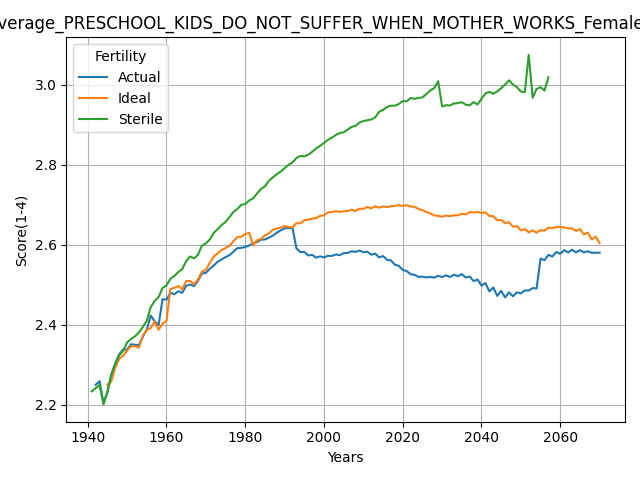 verage_PRESCHOOL_KIDS_DO_NOT_SUFFER_WHEN_MOTHER_WORKS_Female
Fertility
Actual
Ideal
Sterile
Score(1-4)
3.0
2.8
2.6
2.4
2.2
1940
1960
1980
2000
2020
2040
2060
Years